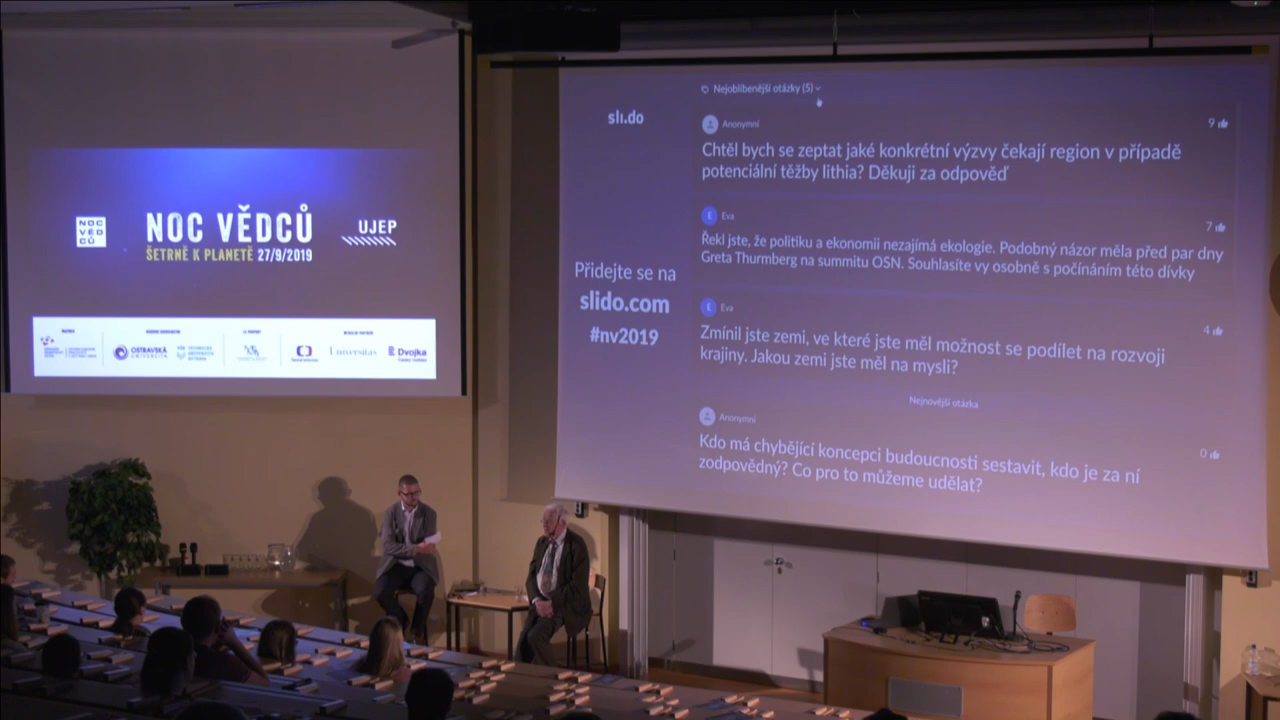 NOC
VĚD
CŮ
NOC VĚDCŮ
ŠETRNĚ K PLANETĚ 27/9/2019
UJEP
OSTRAVSKÁ
UNIVERZITA
Universitas
Dvojka
sli.do
Přidejte se na
slido.com
#nv2019
Nejoblíbenější otázky (5)
Anonymní
9
Chtěl bych se zeptat jaké konkrétní výzvy čekají region v případě
potenciální těžby lithia? Děkuji za odpověď
E
Eva
7
Řekl jste, že politiku a ekonomii nezajímá ekologie. Podobný názor měla před par dny
Greta Thurmberg na summitu OSN. Souhlasíte vy osobně s počínáním této dívky
E
Eva
4
Zmínil jste zemi, ve které jste měl možnost se podílet na rozvoji
krajiny. Jakou zemi jste měl na mysli?
Nejnovější otázka
Anonymní
0
Kdo má chybějící koncepci budoucnosti sestavit, kdo je za ní
zodpovědný? Co pro to můžeme udělat?